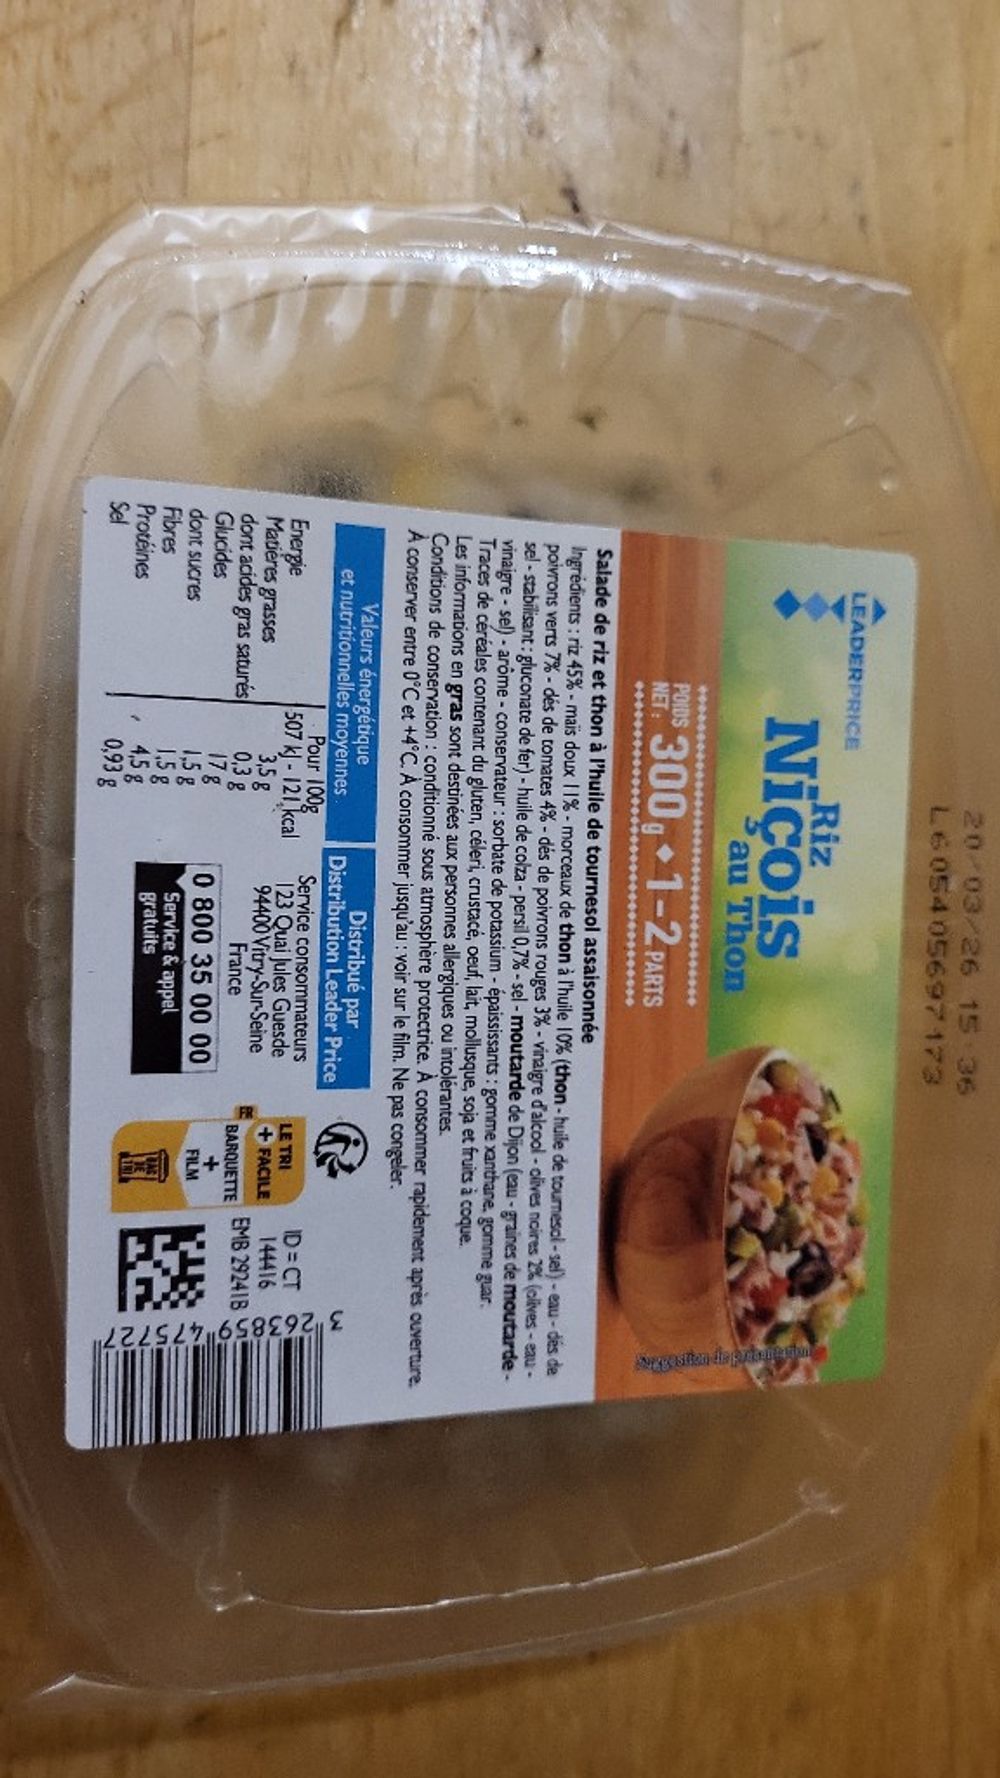 20/03/26 15:36
L6054056971?3
LEADERPRICE
Riz
Niçois
au Thon
POIDS
NET : 300g ◆ 1-2 PARTS
Suggestion de présentation
Salade de riz et thon à l'huile de tournesol assaisonnée
Ingrédients : riz 45% - maïs doux 11% - morceaux de thon à l'huile 10% (thon - huile de tournesol - sel) - eau - dés de
poivrons verts 7% - dés de tomates 4% - dés de poivrons rouges 3% - vinaigre d'alcool - olives noires 2% (olives - eau -
sel - stabilisant : gluconate de fer) - huile de colza - persil 0,7% - sel - moutarde de Dijon (eau - graines de moutarde -
vinaigre - sel) - arôme - conservateur : sorbate de potassium - épaississants : gomme xanthane, gomme guar.
Traces de céréales contenant du gluten, céleri, crustacé, oeuf, lait, mollusque, soja et fruits à coque.
Les informations en gras sont destinées aux personnes allergiques ou intolérantes.
Conditions de conservation : conditionné sous atmosphère protectrice. À consommer rapidement après ouverture.
À conserver entre 0°C et +4°C. À consommer jusqu'au : voir sur le film. Ne pas congeler.
Valeurs énergétique
et nutritionnelles moyennes
Pour 100g
Energie 507 kJ - 121 kcal
Matières grasses 3,5 g
dont acides gras saturés 0,3 g
Glucides 17 g
dont sucres 1,5 g
Fibres 1,5 g
Protéines 4,5 g
Sel 0,93 g
Distribué par
Distribution Leader Price
Service consommateurs
123 Quai Jules Guesde
94400 Vitry-Sur-Seine
France
0 800 35 00 00
Service & appel
gratuits
LE TRI
+ FACILE
FR
BARQUETTE
+
FILM
BAC
DE
TRI
ID = CT
144416
EMB 29241B
3 263859 475727